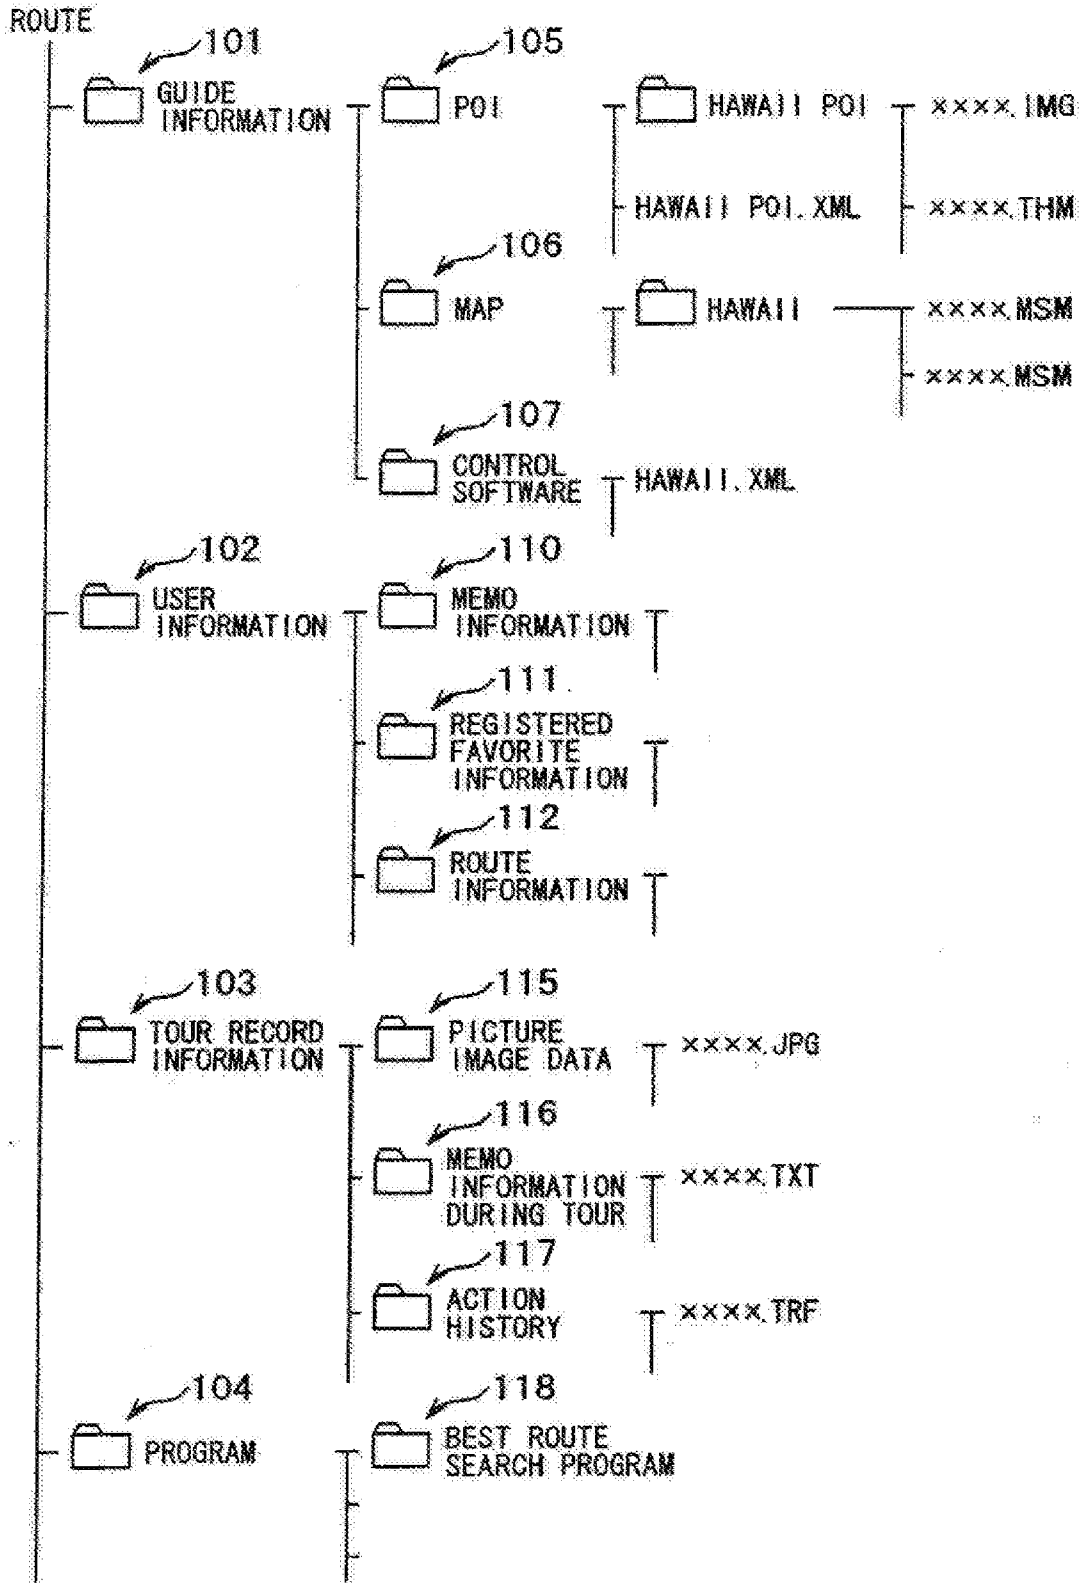 ROUTE
101
GUIDE
INFORMATION
105
POI
HAWAII POI
××××.IMG
HAWAII POI.XML
××××.THM
106
MAP
HAWAII
××××.MSM
××××.MSM
107
CONTROL
SOFTWARE
HAWAII.XML
102
USER
INFORMATION
110
MEMO
INFORMATION
111
REGISTERED
FAVORITE
INFORMATION
112
ROUTE
INFORMATION
103
TOUR RECORD
INFORMATION
115
PICTURE
IMAGE DATA
××××.JPG
116
MEMO
INFORMATION
DURING TOUR
××××.TXT
117
ACTION
HISTORY
××××.TRF
104
PROGRAM
118
BEST ROUTE
SEARCH PROGRAM